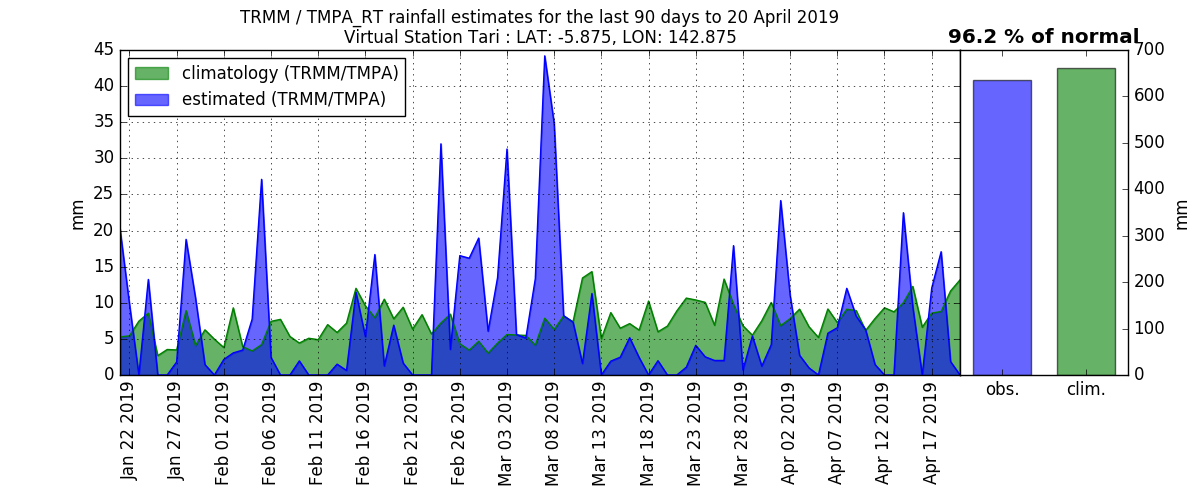 TRMM / TMPA_RT rainfall estimates for the last 90 days to 20 April 2019
Virtual Station Tari : LAT: -5.875, LON: 142.875
96.2 % of normal
climatology (TRMM/TMPA)
estimated (TRMM/TMPA)
mm
45
40
35
30
25
20
15
10
5
0
Jan 22 2019
Jan 27 2019
Feb 01 2019
Feb 06 2019
Feb 11 2019
Feb 16 2019
Feb 21 2019
Feb 26 2019
Mar 03 2019
Mar 08 2019
Mar 13 2019
Mar 18 2019
Mar 23 2019
Mar 28 2019
Apr 02 2019
Apr 07 2019
Apr 12 2019
Apr 17 2019
obs.
clim.
700
600
500
400
300
200
100
0
mm